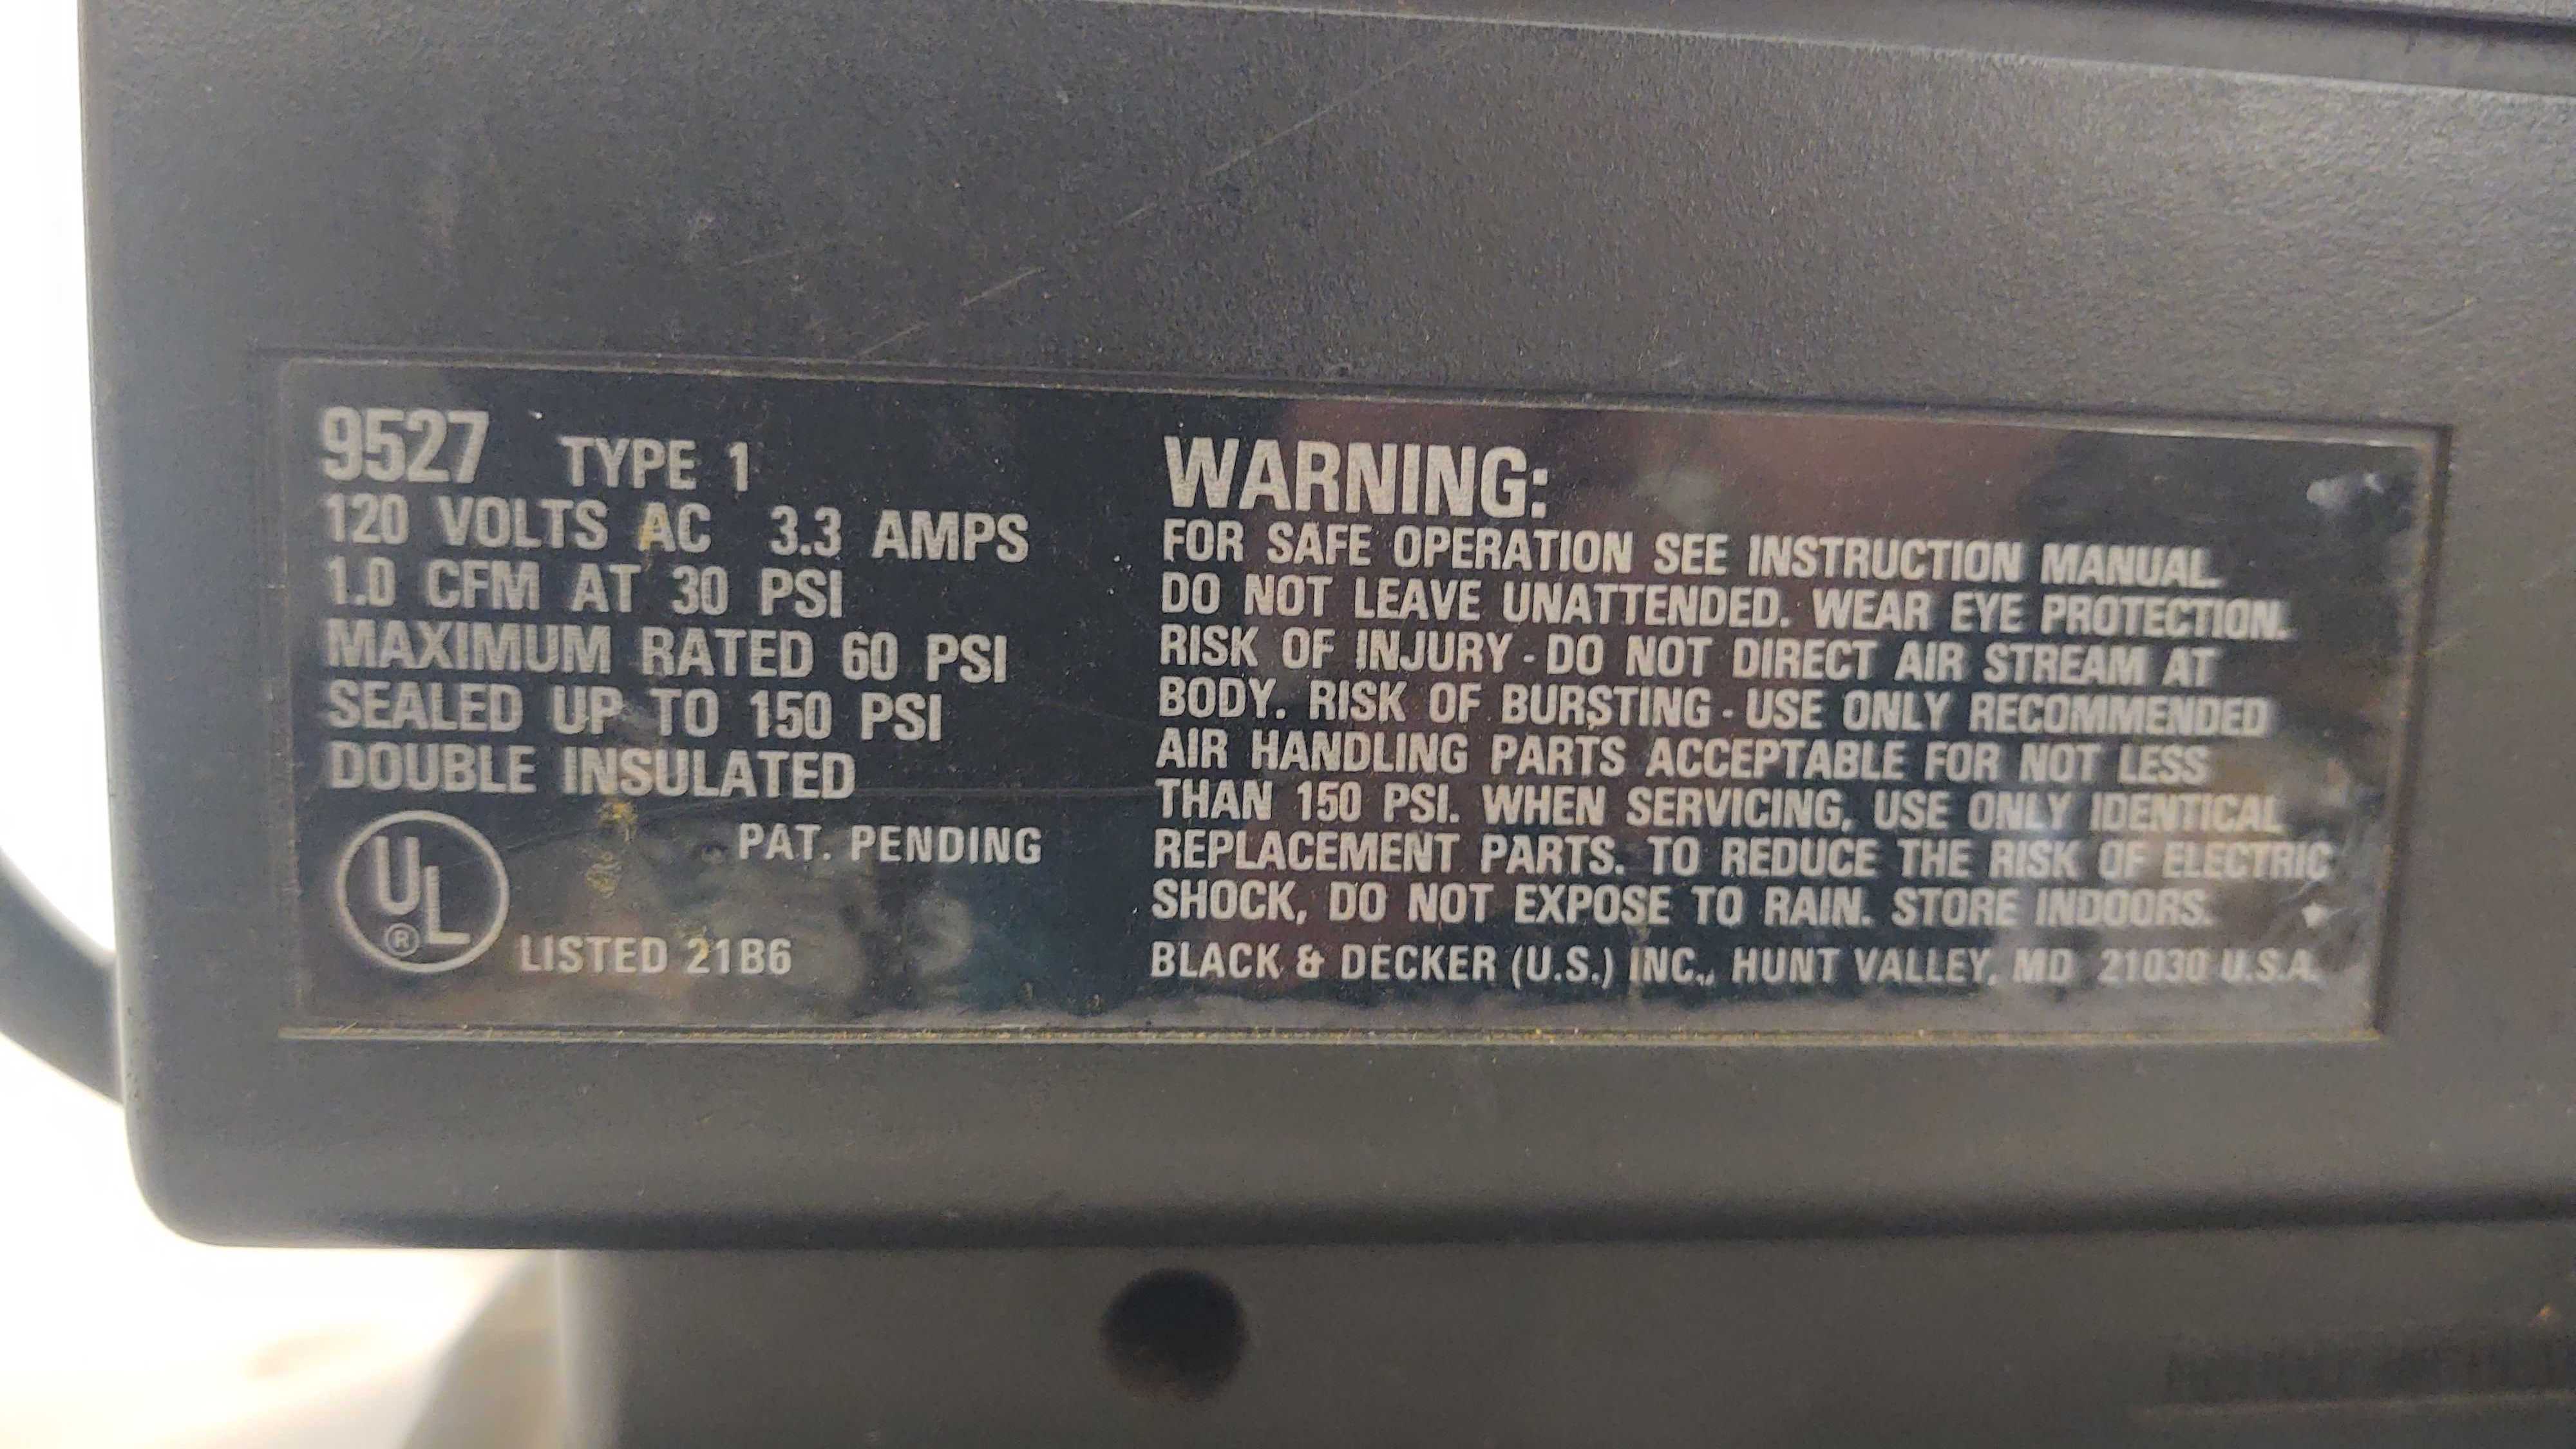 9527 TYPE 1
120 VOLTS AC 3.3 AMPS
1.0 CFM AT 30 PSI
MAXIMUM RATED 60 PSI
SEALED UP TO 150 PSI
DOUBLE INSULATED
PAT. PENDING
UL ®
LISTED 21B6
WARNING:
FOR SAFE OPERATION SEE INSTRUCTION MANUAL.
DO NOT LEAVE UNATTENDED. WEAR EYE PROTECTION.
RISK OF INJURY - DO NOT DIRECT AIR STREAM AT
BODY. RISK OF BURSTING - USE ONLY RECOMMENDED
AIR HANDLING PARTS ACCEPTABLE FOR NOT LESS
THAN 150 PSI. WHEN SERVICING, USE ONLY IDENTICAL
REPLACEMENT PARTS. TO REDUCE THE RISK OF ELECTRIC
SHOCK, DO NOT EXPOSE TO RAIN. STORE INDOORS.
BLACK & DECKER (U.S.) INC., HUNT VALLEY, MD 21030 U.S.A.